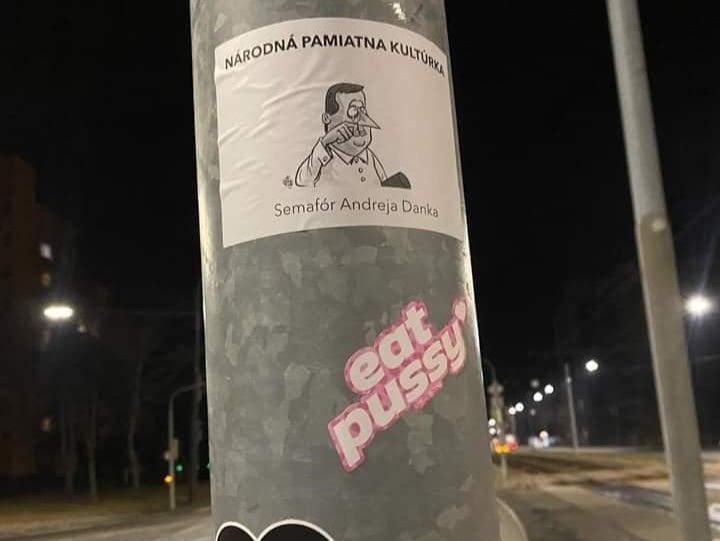 NÁRODNÁ PAMIATNA KULTÚRKA
Semafór Andreja Danka
eat
pussy